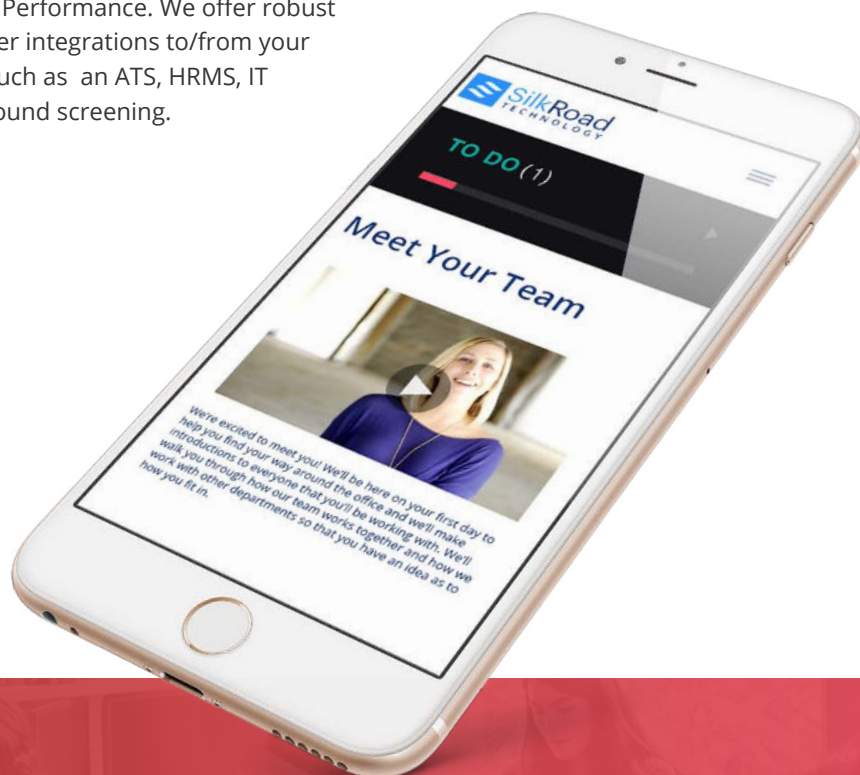 Performance. We offer robust
er integrations to/from your
uch as  an ATS, HRMS, IT
ound screening.
SilkRoad
TECHNOLOGY
TO DO (1)
Meet Your Team
We're excited to meet you! We'll be here on your first day to
help you find your way around the office and we'll make
introductions to everyone that you'll be working with. We'll
walk you through how our team works together and how we
work with other departments so that you have an idea as to
how you fit in.